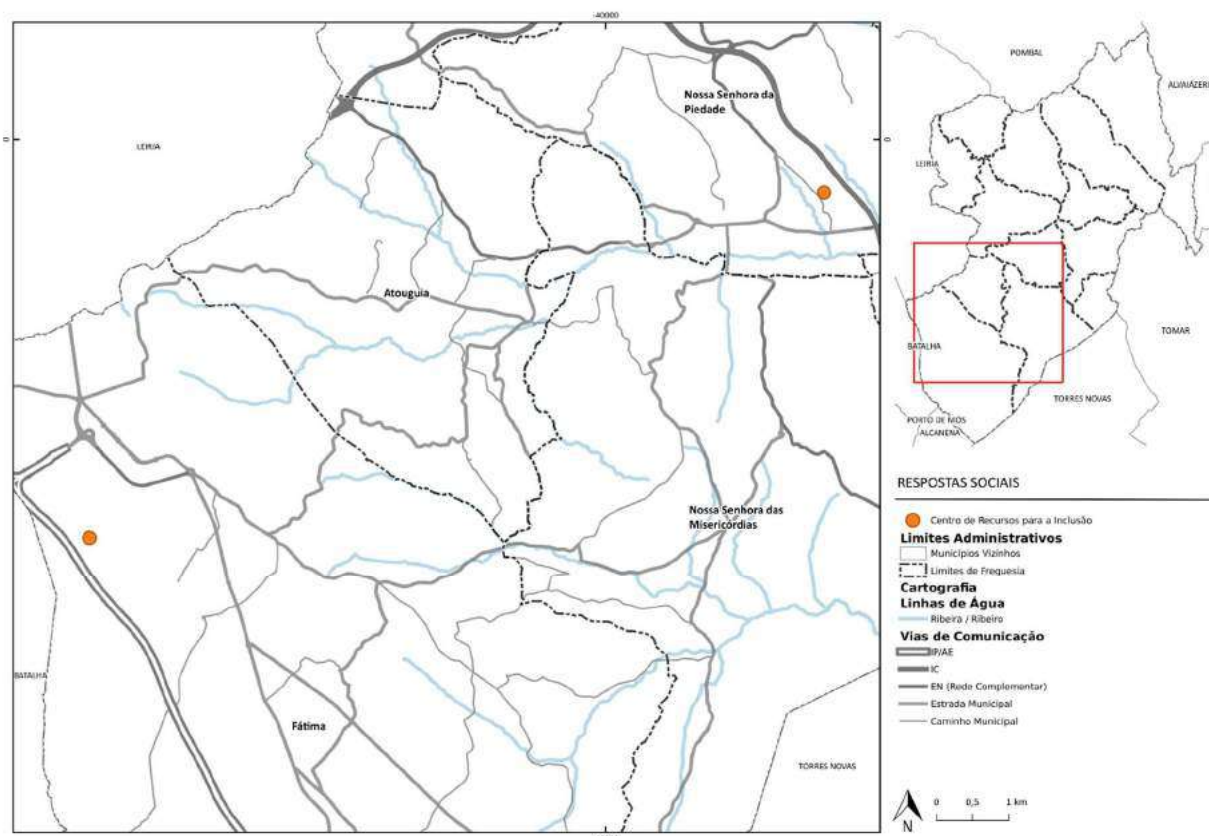 -40000
0
0
LEIRIA
Nossa Senhora da
Piedade
Atouguia
Nossa Senhora das
Misericórdias
BATALHA
Fátima
TORRES NOVAS
POMBAL
ALVAIÁZERE
LEIRIA
TOMAR
BATALHA
TORRES NOVAS
PORTO DE MÓS
ALCANENA
RESPOSTAS SOCIAIS
Centro de Recursos para a Inclusão
Limites Administrativos
Municípios Vizinhos
Limites de Freguesia
Cartografia
Linhas de Água
Ribeira / Ribeiro
Vias de Comunicação
IP/AE
IC
EN (Rede Complementar)
Estrada Municipal
Caminho Municipal
N
0 0,5 1 km